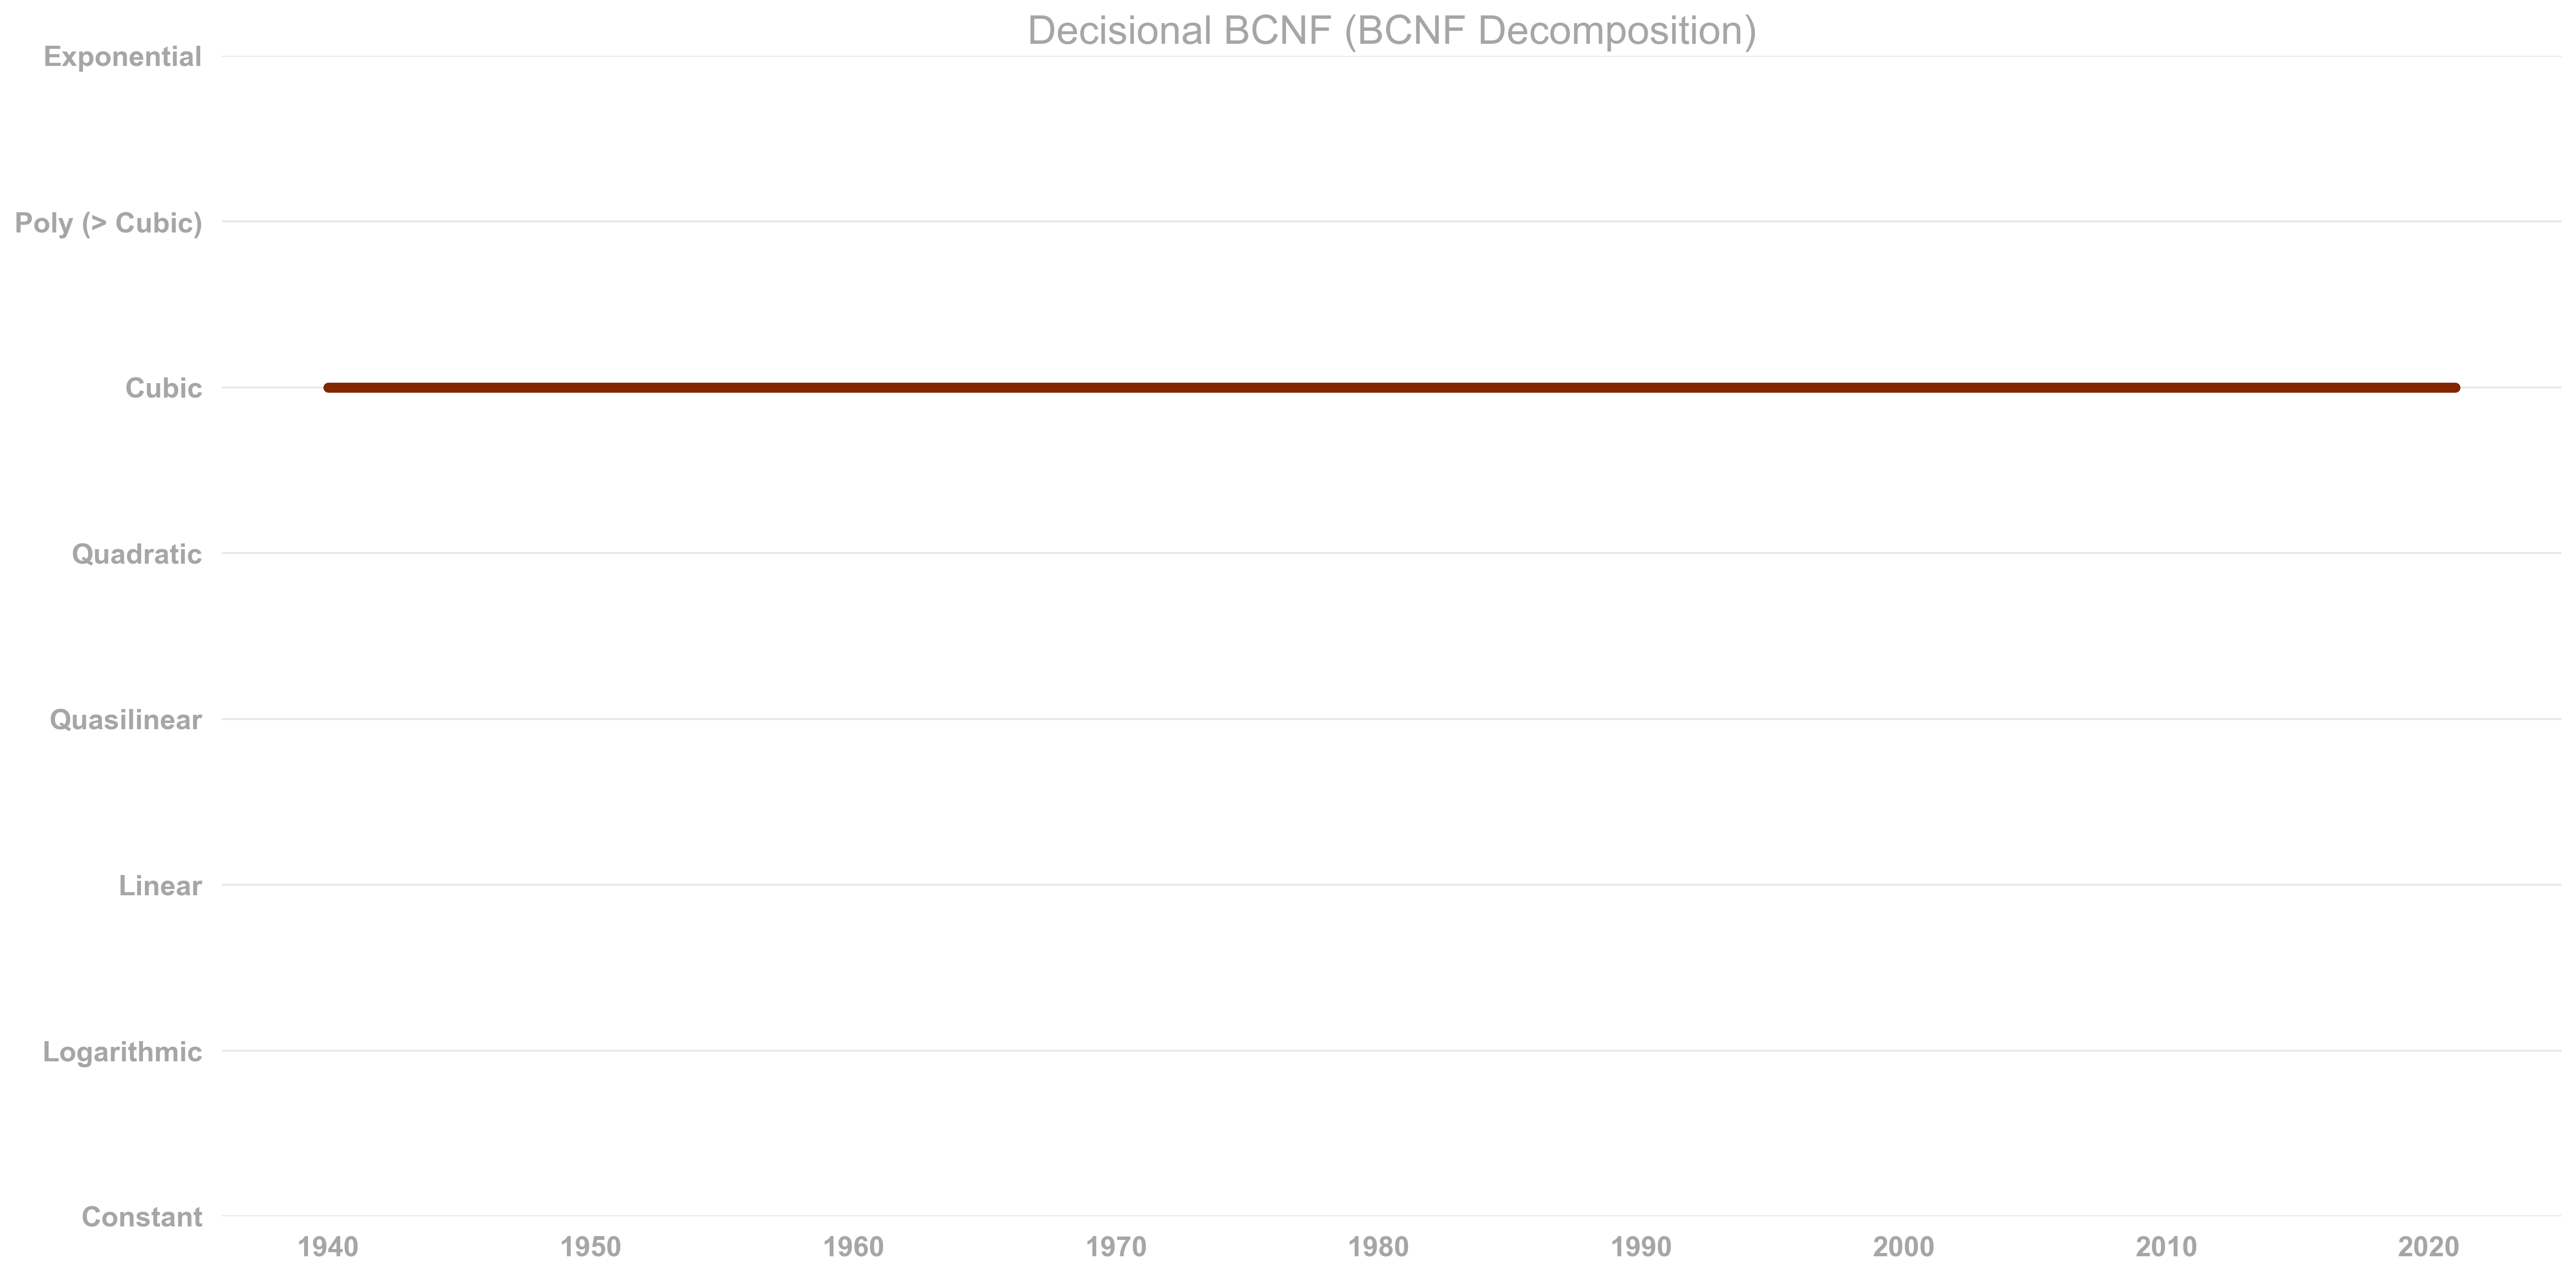 Decisional BCNF (BCNF Decomposition)
Exponential
Poly (> Cubic)
Cubic
Quadratic
Quasilinear
Linear
Logarithmic
Constant
1940 1950 1960 1970 1980 1990 2000 2010 2020